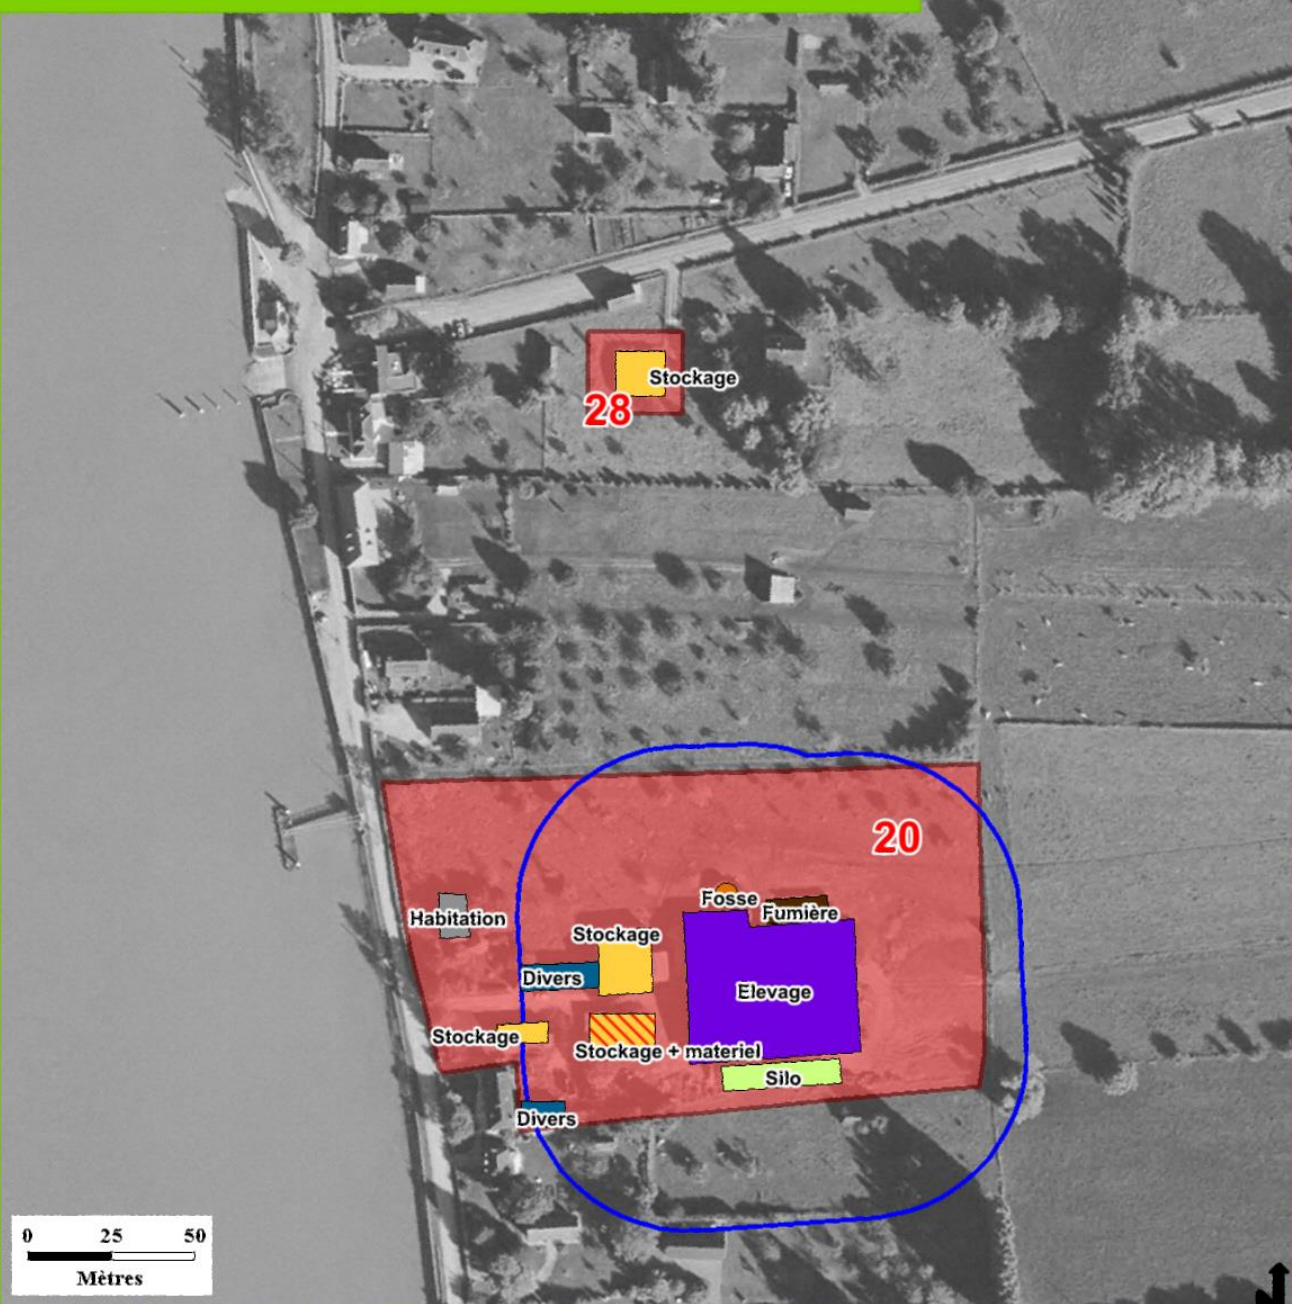 Stockage
28
20
Fosse
Habitation
Fumière
Stockage
Divers
Elevage
Stockage
Stockage + materiel
Silo
Divers
0 25 50
Mètres